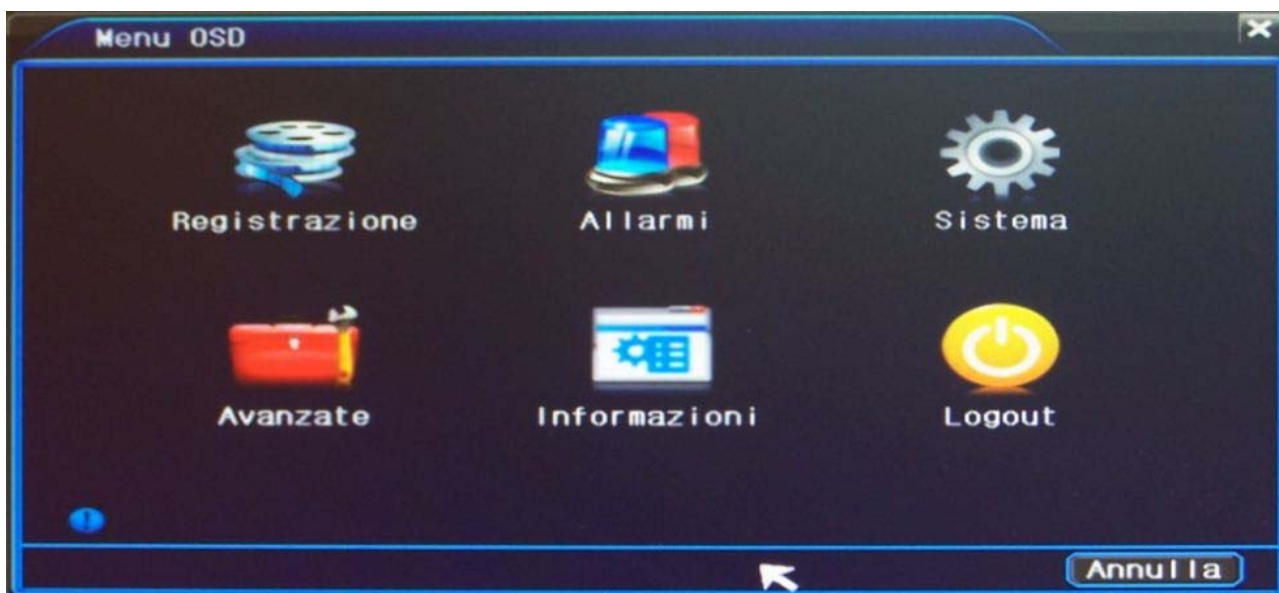 Menu OSD
Registrazione Allarmi Sistema
Avanzate Informazioni Logout
Annulla